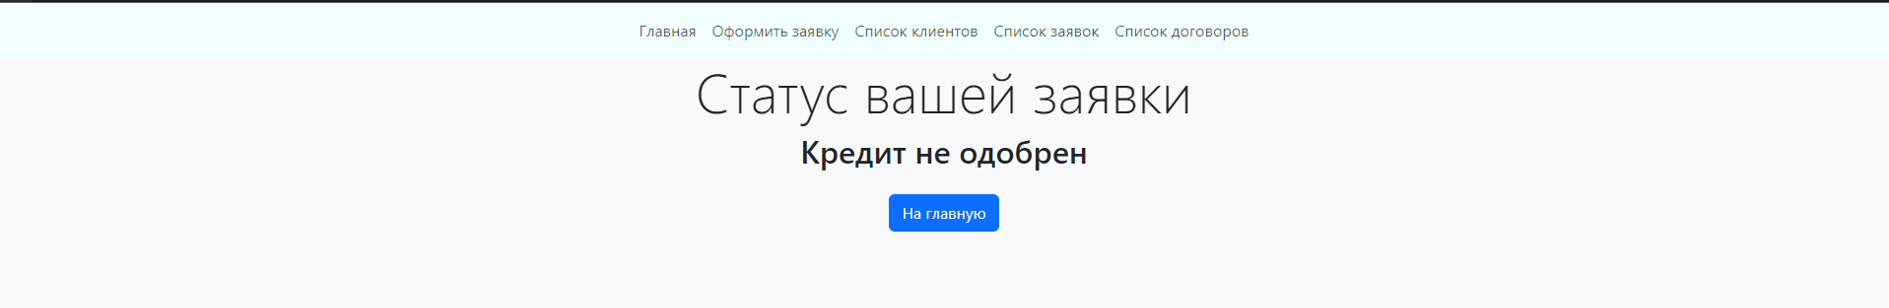 Главная Оформить заявку Список клиентов Список заявок Список договоров
Статус вашей заявки
Кредит не одобрен
На главную